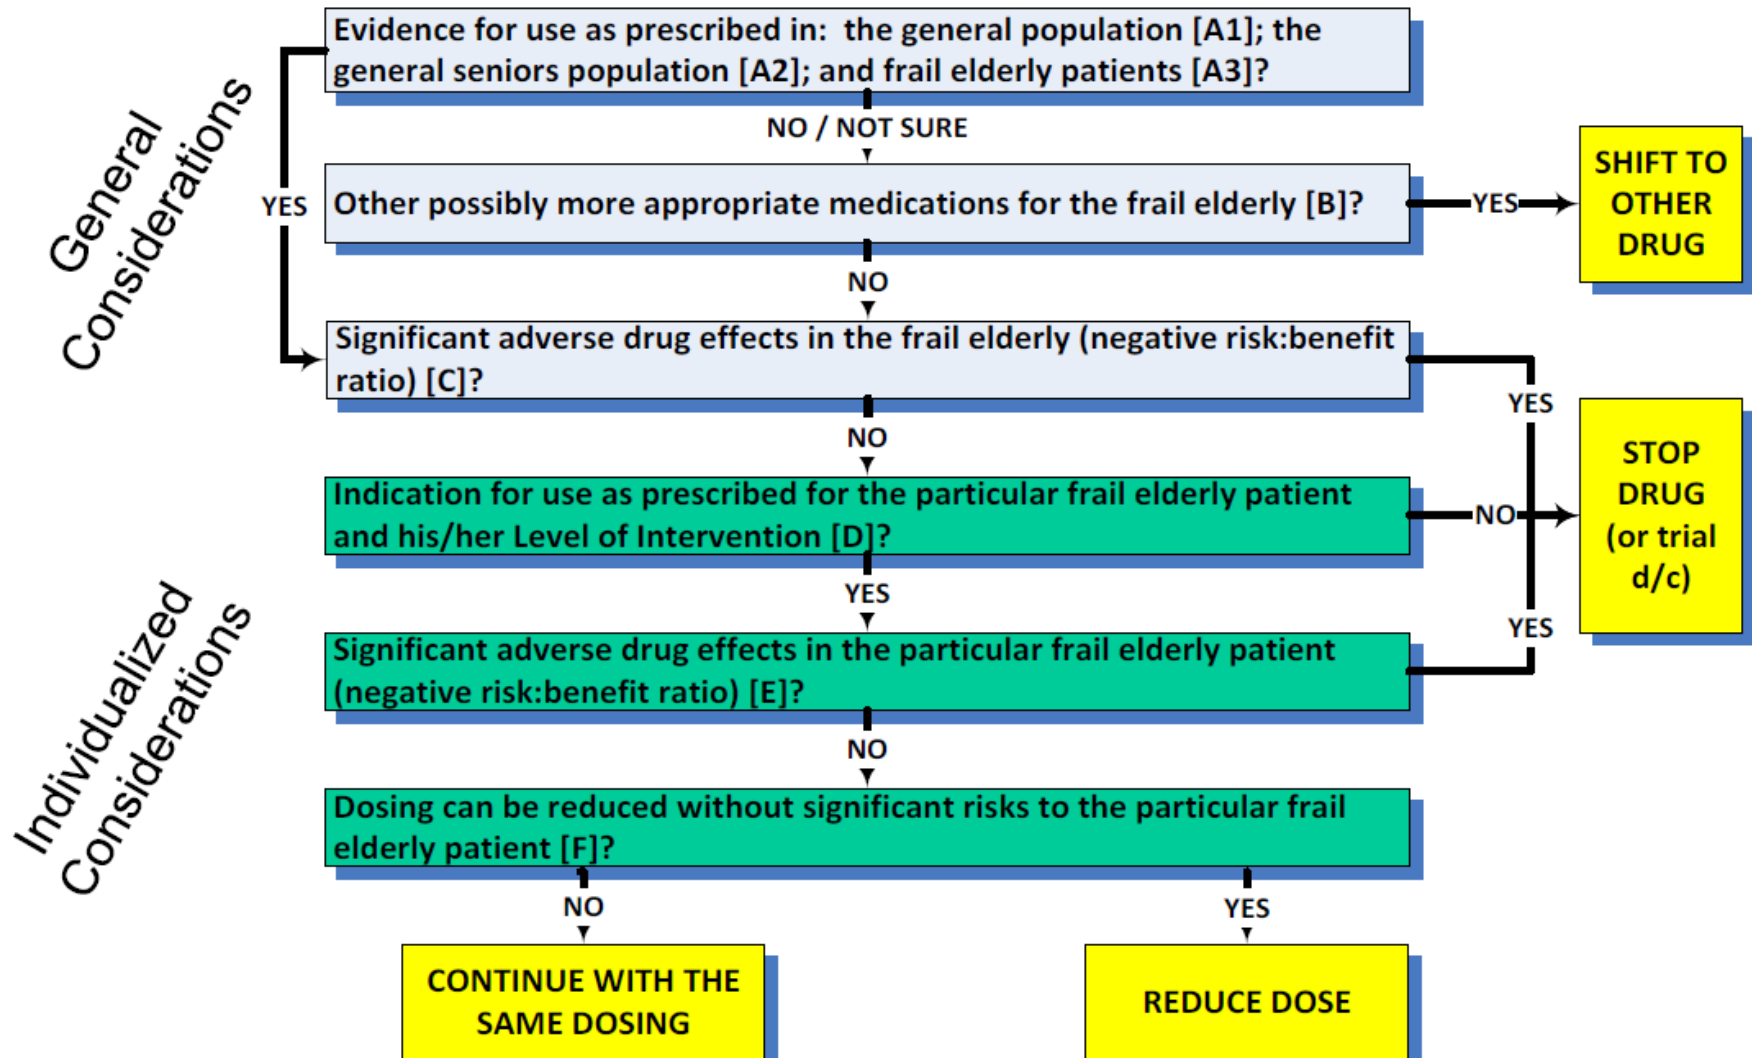 General
Considerations
Evidence for use as prescribed in:  the general population [A1]; the
general seniors population [A2]; and frail elderly patients [A3]?
NO / NOT SURE
YES
Other possibly more appropriate medications for the frail elderly [B]?
YES
SHIFT TO
OTHER
DRUG
NO
Significant adverse drug effects in the frail elderly (negative risk:benefit
ratio) [C]?
YES
NO
Individualized
Considerations
Indication for use as prescribed for the particular frail elderly patient
and his/her Level of Intervention [D]?
NO
STOP
DRUG
(or trial
d/c)
YES
Significant adverse drug effects in the particular frail elderly patient
(negative risk:benefit ratio) [E]?
YES
NO
Dosing can be reduced without significant risks to the particular frail
elderly patient [F]?
NO
YES
CONTINUE WITH THE
SAME DOSING
REDUCE DOSE